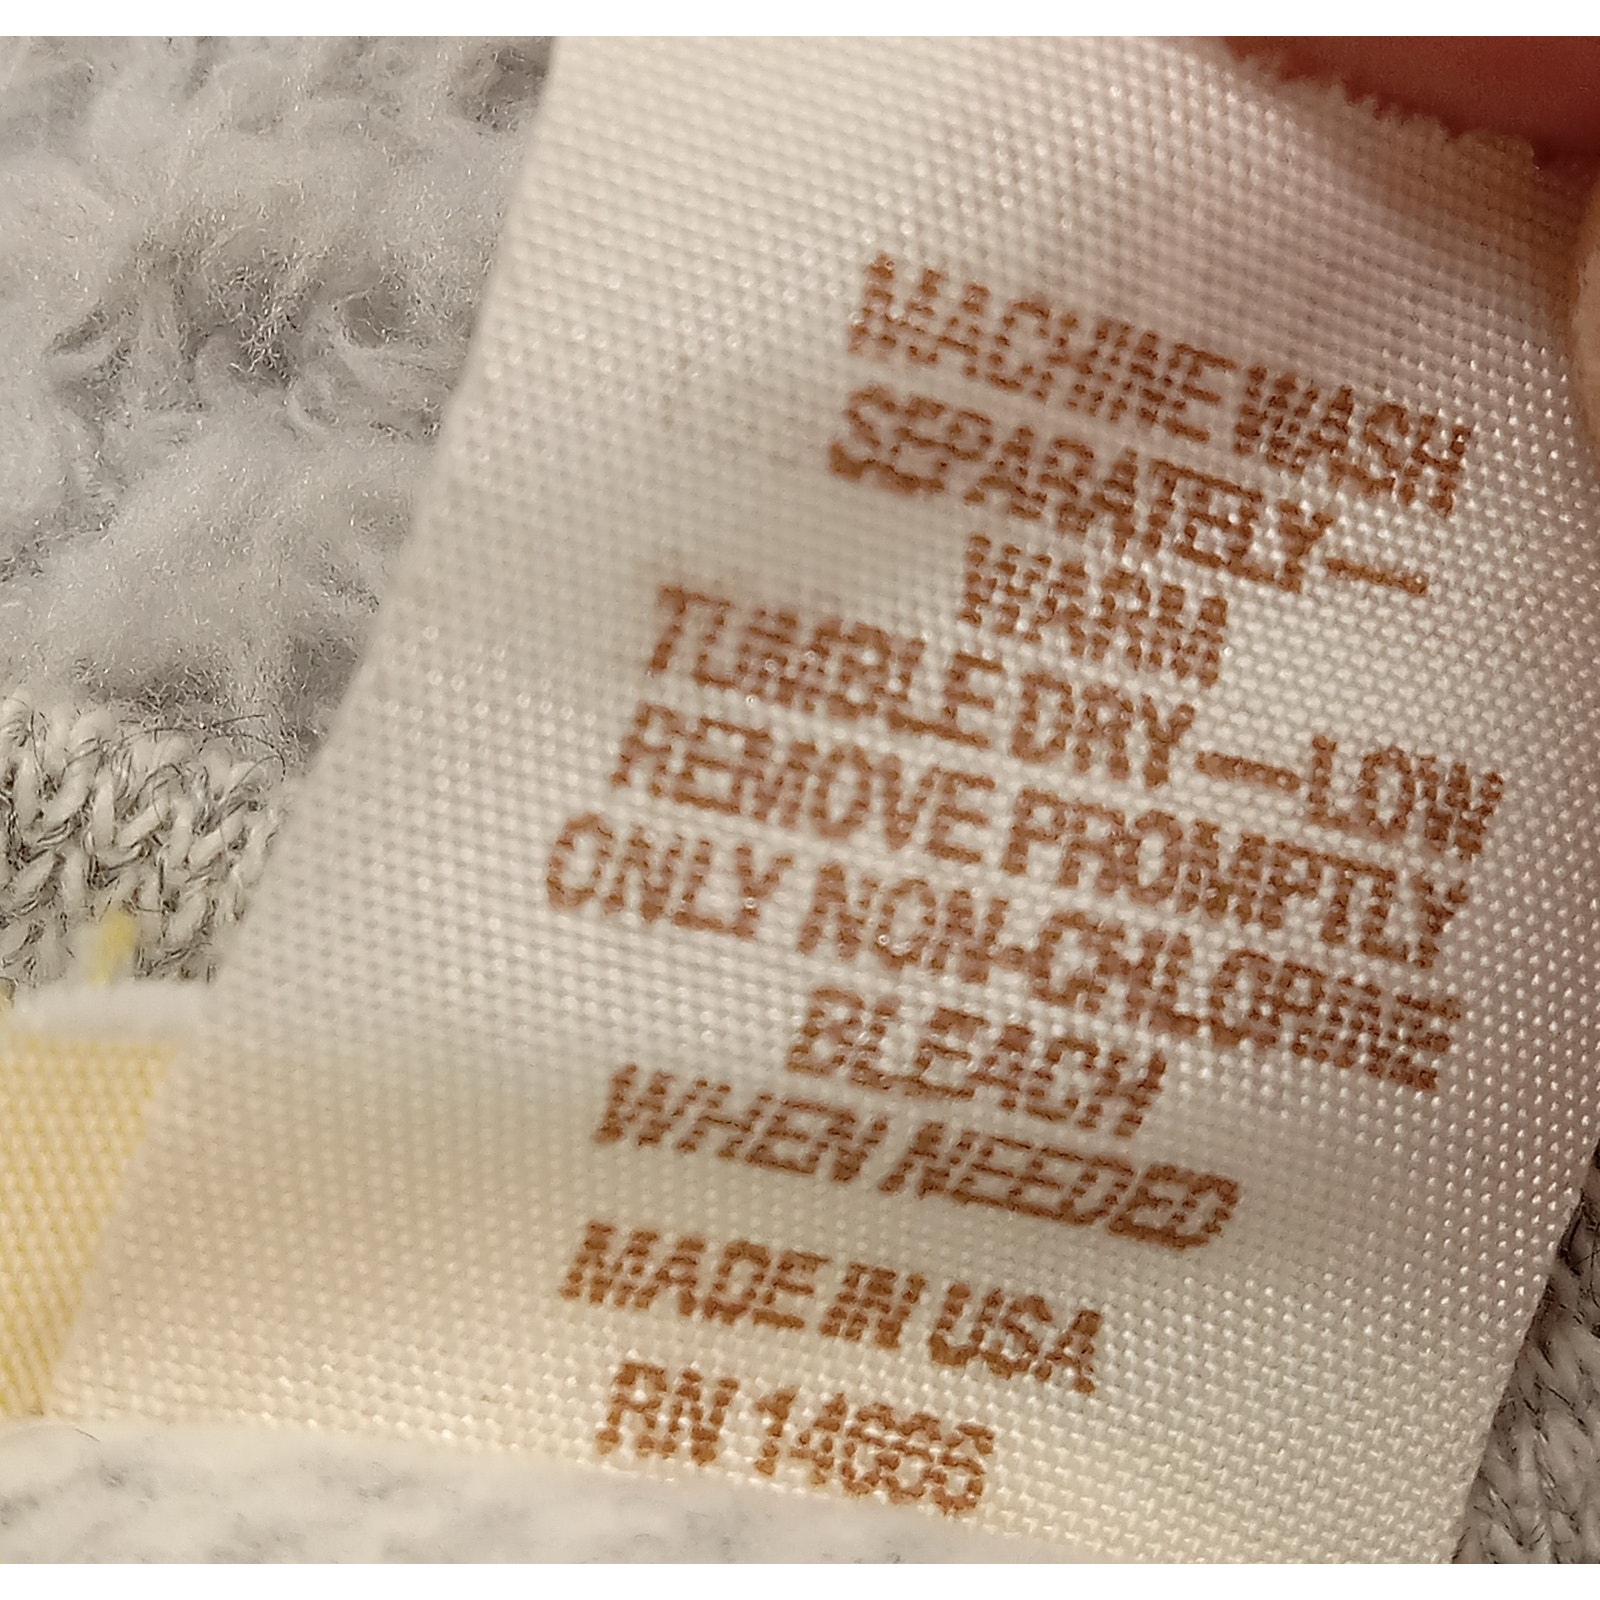 MACHINE WASH
SEPARATELY—
WARM
TUMBLE DRY—LOW
REMOVE PROMPTLY
ONLY NON-CHLORINE
BLEACH
WHEN NEEDED
MADE IN USA
RN